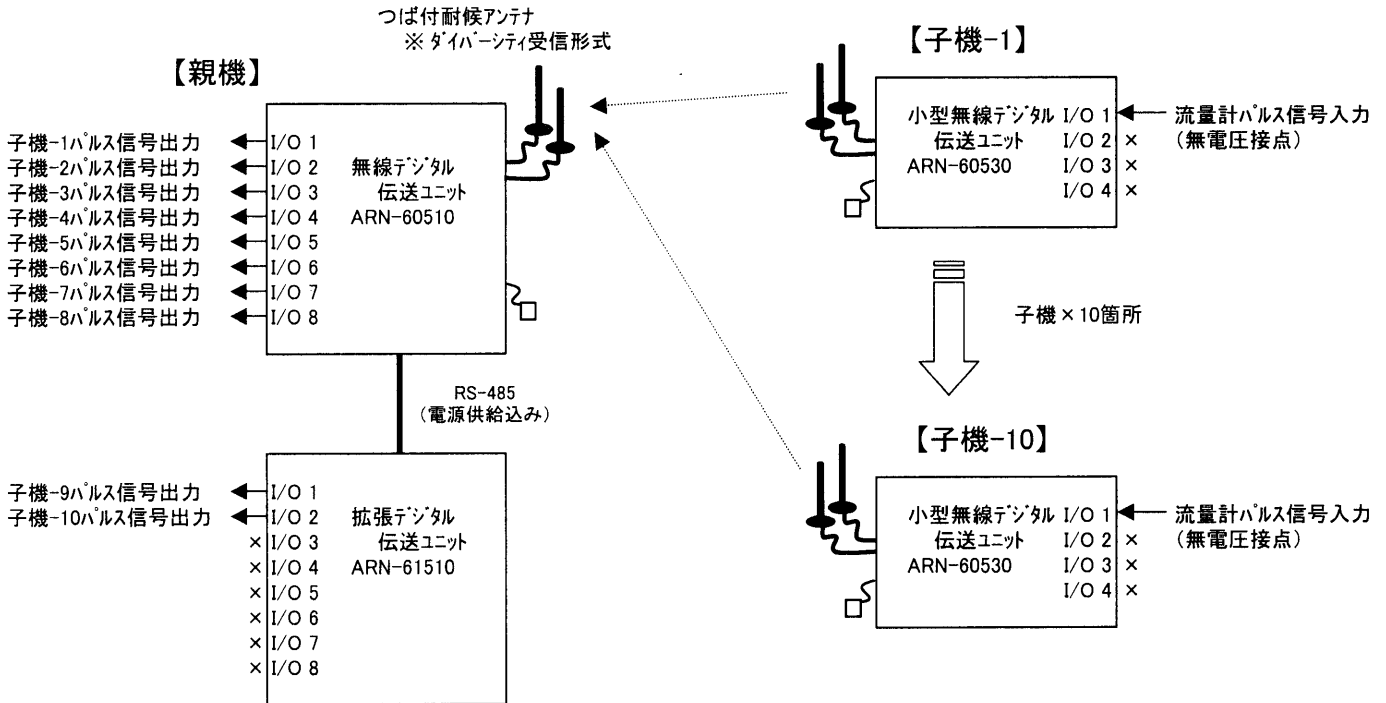 つば付耐候アンテナ
※ ﾀﾞｲﾊﾞｰｼﾃｨ受信形式
【親機】
子機-1ﾊﾟﾙｽ信号出力 I/O 1
子機-2ﾊﾟﾙｽ信号出力 I/O 2 無線ﾃﾞｼﾞﾀﾙ
子機-3ﾊﾟﾙｽ信号出力 I/O 3 伝送ﾕﾆｯﾄ
子機-4ﾊﾟﾙｽ信号出力 I/O 4 ARN-60510
子機-5ﾊﾟﾙｽ信号出力 I/O 5
子機-6ﾊﾟﾙｽ信号出力 I/O 6
子機-7ﾊﾟﾙｽ信号出力 I/O 7
子機-8ﾊﾟﾙｽ信号出力 I/O 8
RS-485
(電源供給込み)
子機-9ﾊﾟﾙｽ信号出力 I/O 1
子機-10ﾊﾟﾙｽ信号出力 I/O 2 拡張ﾃﾞｼﾞﾀﾙ
× I/O 3 伝送ﾕﾆｯﾄ
× I/O 4 ARN-61510
× I/O 5
× I/O 6
× I/O 7
× I/O 8
【子機-1】
小型無線ﾃﾞｼﾞﾀﾙ I/O 1 流量計ﾊﾟﾙｽ信号入力
伝送ﾕﾆｯﾄ I/O 2 × (無電圧接点)
ARN-60530 I/O 3 ×
I/O 4 ×
子機×10箇所
【子機-10】
小型無線ﾃﾞｼﾞﾀﾙ I/O 1 流量計ﾊﾟﾙｽ信号入力
伝送ﾕﾆｯﾄ I/O 2 × (無電圧接点)
ARN-60530 I/O 3 ×
I/O 4 ×